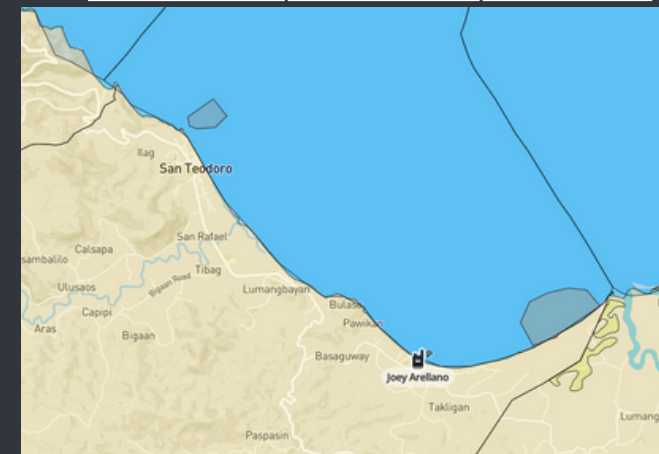 Ilag
San Teodoro
San Rafael
Calsapa
sambalilo
Tibag
Bigaan Road
Ulusaos
Lumangbayan
Capipi
Bulaso
Aras
Bigaan
Pawikan
Basaguway
Joey Arellano
Takligan
Lumang
Paspasin